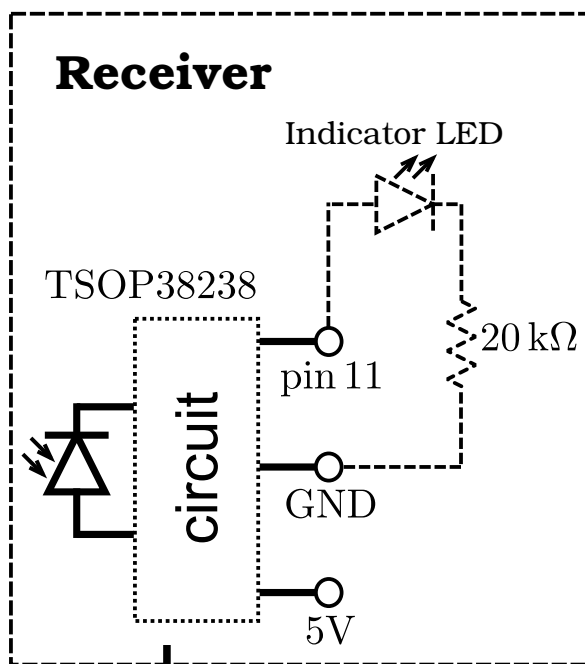 Receiver
Indicator LED
TSOP38238
20 kΩ
pin 11
circuit
GND
5V